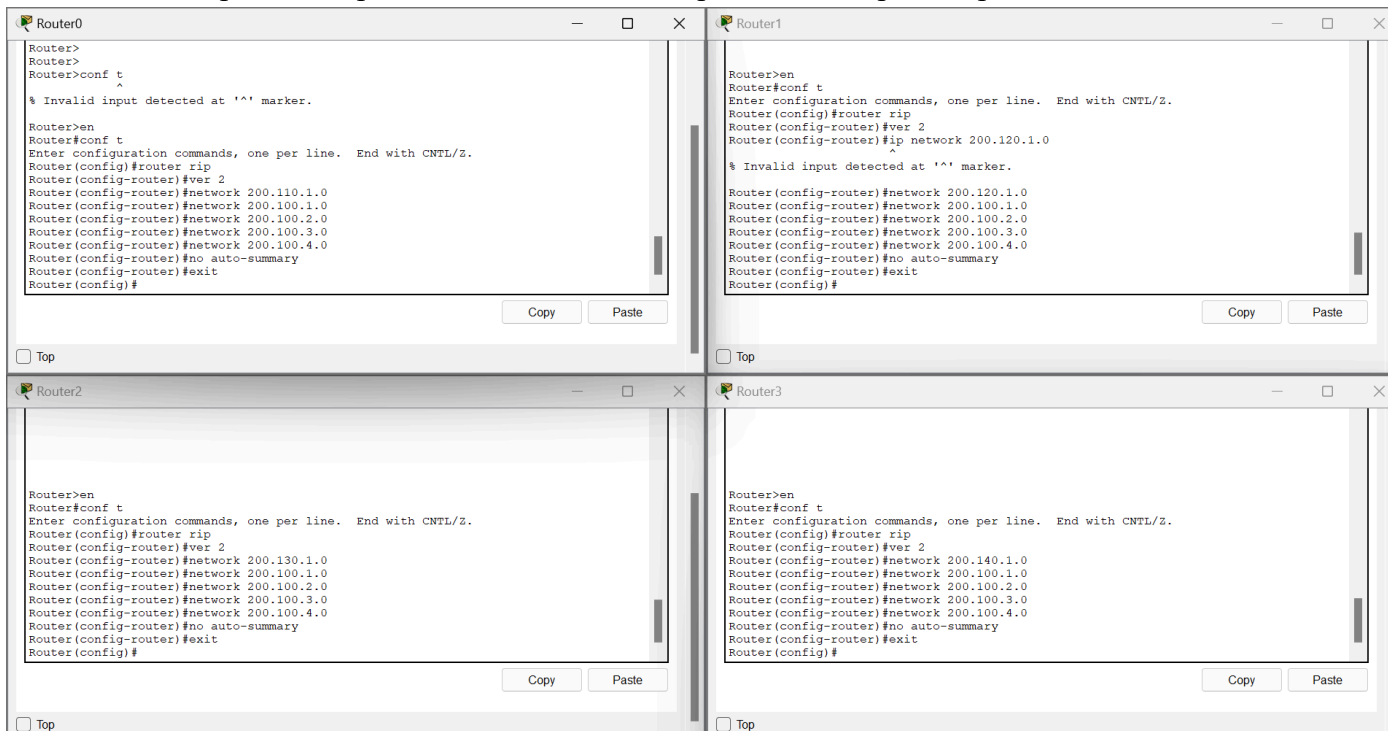 Router0
Router>
Router>
Router>conf t
^
% Invalid input detected at '^' marker.
Router>en
Router#conf t
Enter configuration commands, one per line.  End with CNTL/Z.
Router(config)#router rip
Router(config-router)#ver 2
Router(config-router)#network 200.110.1.0
Router(config-router)#network 200.100.1.0
Router(config-router)#network 200.100.2.0
Router(config-router)#network 200.100.3.0
Router(config-router)#network 200.100.4.0
Router(config-router)#no auto-summary
Router(config-router)#exit
Router(config)#
Copy Paste
Top
Router1
Router>en
Router#conf t
Enter configuration commands, one per line.  End with CNTL/Z.
Router(config)#router rip
Router(config-router)#ver 2
Router(config-router)#ip network 200.120.1.0
^
% Invalid input detected at '^' marker.
Router(config-router)#network 200.120.1.0
Router(config-router)#network 200.100.1.0
Router(config-router)#network 200.100.2.0
Router(config-router)#network 200.100.3.0
Router(config-router)#network 200.100.4.0
Router(config-router)#no auto-summary
Router(config-router)#exit
Router(config)#
Copy Paste
Top
Router2
Router>en
Router#conf t
Enter configuration commands, one per line.  End with CNTL/Z.
Router(config)#router rip
Router(config-router)#ver 2
Router(config-router)#network 200.130.1.0
Router(config-router)#network 200.100.1.0
Router(config-router)#network 200.100.2.0
Router(config-router)#network 200.100.3.0
Router(config-router)#network 200.100.4.0
Router(config-router)#no auto-summary
Router(config-router)#exit
Router(config)#
Copy Paste
Top
Router3
Router>en
Router#conf t
Enter configuration commands, one per line.  End with CNTL/Z.
Router(config)#router rip
Router(config-router)#ver 2
Router(config-router)#network 200.140.1.0
Router(config-router)#network 200.100.1.0
Router(config-router)#network 200.100.2.0
Router(config-router)#network 200.100.3.0
Router(config-router)#network 200.100.4.0
Router(config-router)#no auto-summary
Router(config-router)#exit
Router(config)#
Copy Paste
Top